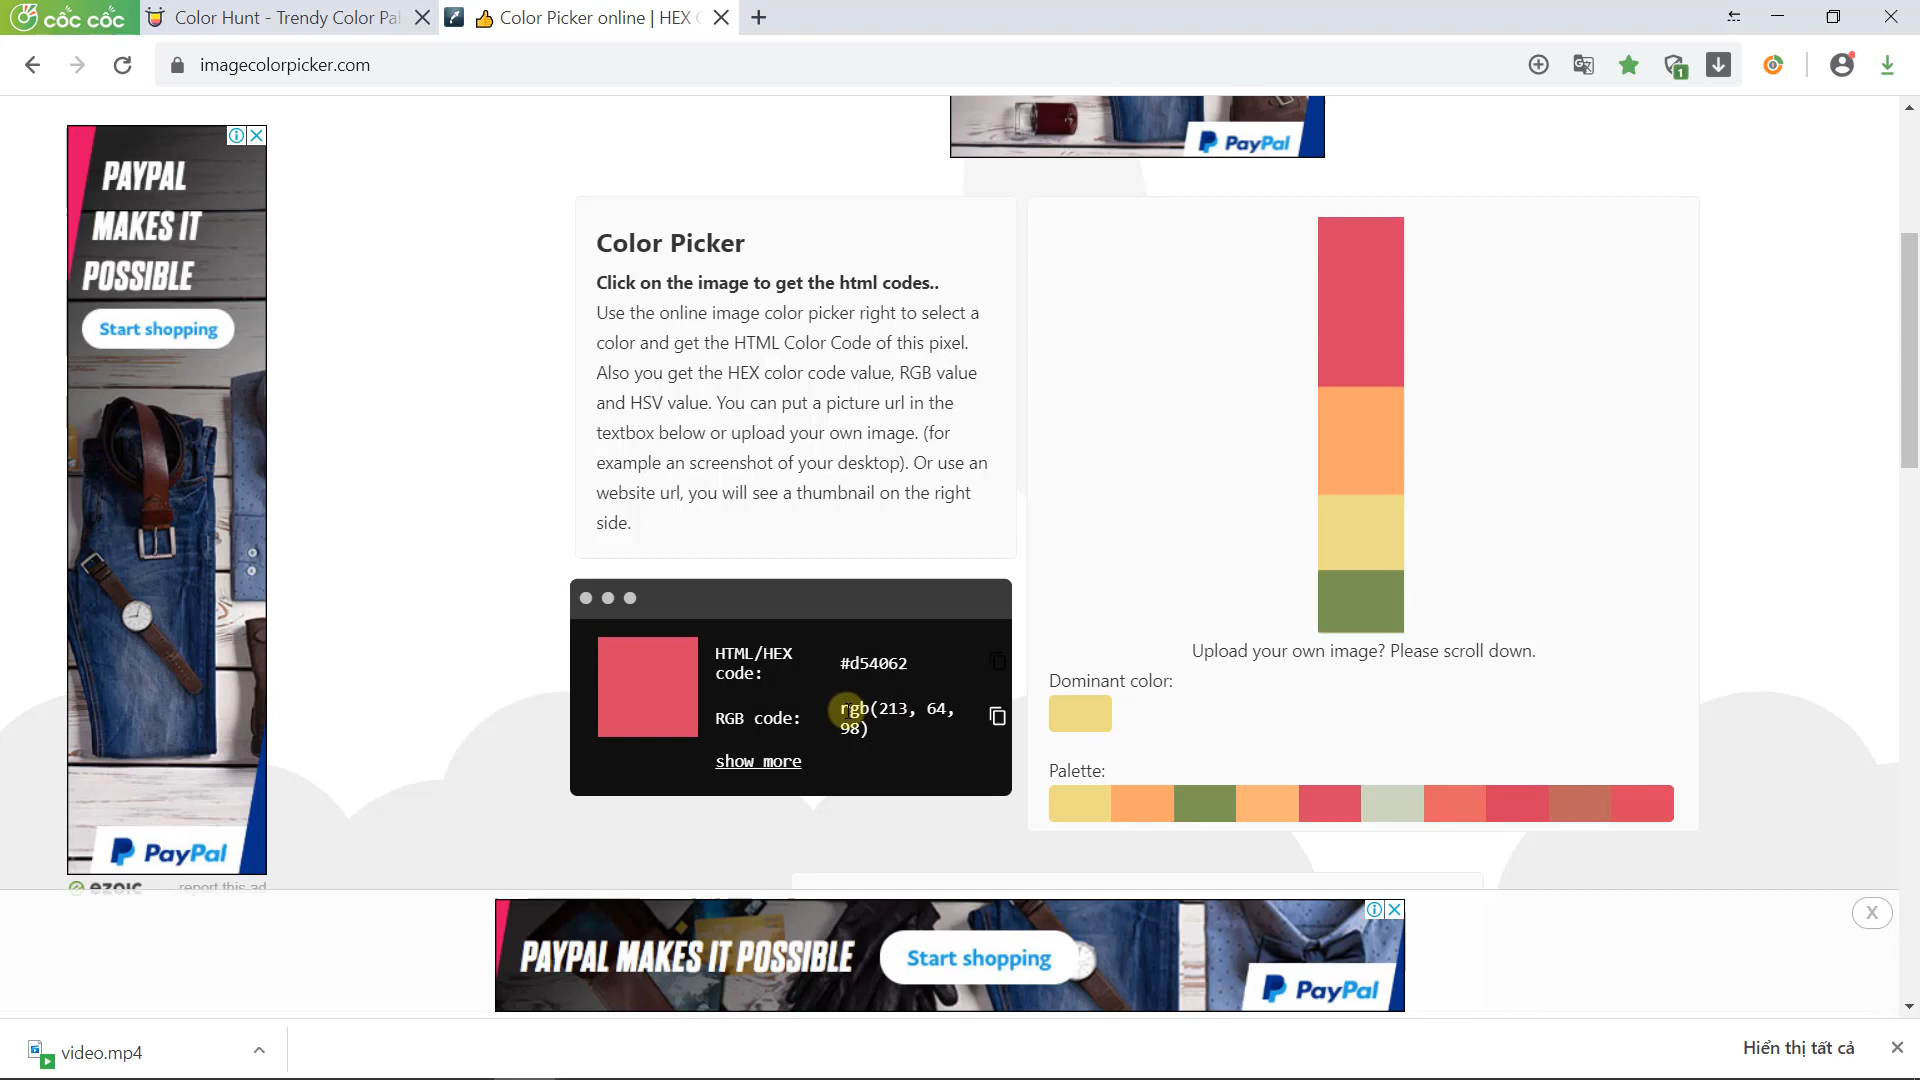 cốc cốc
Color Hunt - Trendy Color Pal
👍 Color Picker online | HEX C
imagecolorpicker.com
1
PAYPAL
MAKES IT
POSSIBLE
Start shopping
PayPal
ezoic
report this ad
PayPal
Color Picker
Click on the image to get the html codes..
Use the online image color picker right to select a
color and get the HTML Color Code of this pixel.
Also you get the HEX color code value, RGB value
and HSV value. You can put a picture url in the
textbox below or upload your own image. (for
example an screenshot of your desktop). Or use an
website url, you will see a thumbnail on the right
side.
HTML/HEX
code:
#d54062
RGB code:
rgb(213, 64,
98)
show more
Upload your own image? Please scroll down.
Dominant color:
Palette:
PAYPAL MAKES IT POSSIBLE
Start shopping
PayPal
X
video.mp4
Hiển thị tất cả